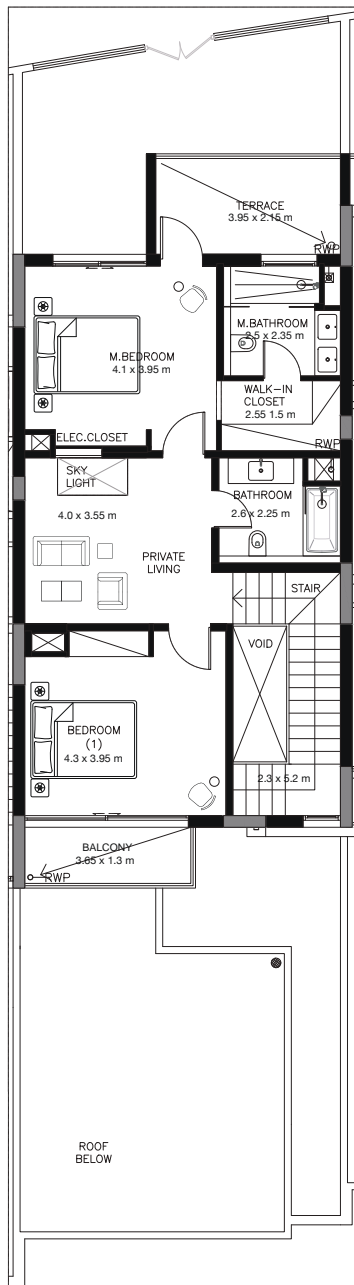 TERRACE
3.95 x 2.15 m
RWP
M.BATHROOM
2.5 x 2.35 m
M.BEDROOM
4.1 x 3.95 m
WALK-IN
CLOSET
2.55 1.5 m
ELEC.CLOSET
RWP
SKY
LIGHT
BATHROOM
2.6 x 2.25 m
4.0 x 3.55 m
PRIVATE
LIVING
STAIR
VOID
BEDROOM
(1)
4.3 x 3.95 m
2.3 x 5.2 m
BALCONY
3.65 x 1.3 m
RWP
ROOF
BELOW